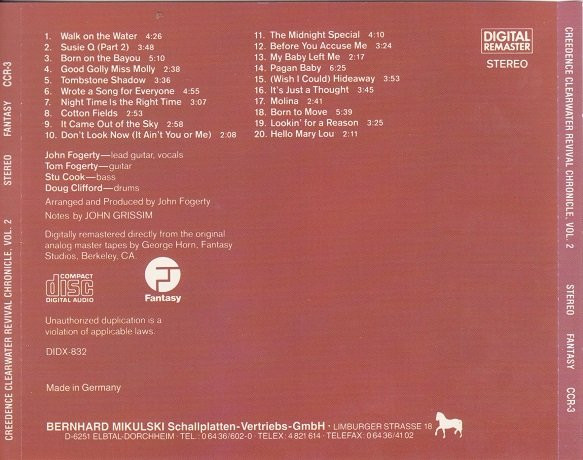 CREEDENCE CLEARWATER REVIVAL CHRONICLE, VOL. 2 STEREO FANTASY CCR-3
1. Walk on the Water 4:26
2. Susie Q (Part 2) 3:48
3. Born on the Bayou 5:10
4. Good Golly Miss Molly 2:38
5. Tombstone Shadow 3:36
6. Wrote a Song for Everyone 4:55
7. Night Time Is the Right Time 3:07
8. Cotton Fields 2:53
9. It Came Out of the Sky 2:58
10. Don't Look Now (It Ain't You or Me) 2:08
11. The Midnight Special 4:10
12. Before You Accuse Me 3:24
13. My Baby Left Me 2:17
14. Pagan Baby 6:25
15. (Wish I Could) Hideaway 3:53
16. It's Just a Thought 3:45
17. Molina 2:41
18. Born to Move 5:39
19. Lookin' for a Reason 3:25
20. Hello Mary Lou 2:11
DIGITAL
REMASTER
STEREO
John Fogerty—lead guitar, vocals
Tom Fogerty—guitar
Stu Cook—bass
Doug Clifford—drums
Arranged and Produced by John Fogerty
Notes by JOHN GRISSIM
Digitally remastered directly from the original
analog master tapes by George Horn, Fantasy
Studios, Berkeley, CA.
COMPACT
disc
DIGITAL AUDIO
Fantasy
Unauthorized duplication is a
violation of applicable laws.
DIDX-832
Made in Germany
BERNHARD MIKULSKI Schallplatten-Vertriebs-GmbH · LIMBURGER STRASSE 18
D-6251 ELBTAL-DORCHHEIM · TEL.: 0 64 36/602-0 · TELEX: 4 821 614 · TELEFAX: 0 64 36/41 02
CREEDENCE CLEARWATER REVIVAL CHRONICLE, VOL. 2 STEREO FANTASY CCR-3